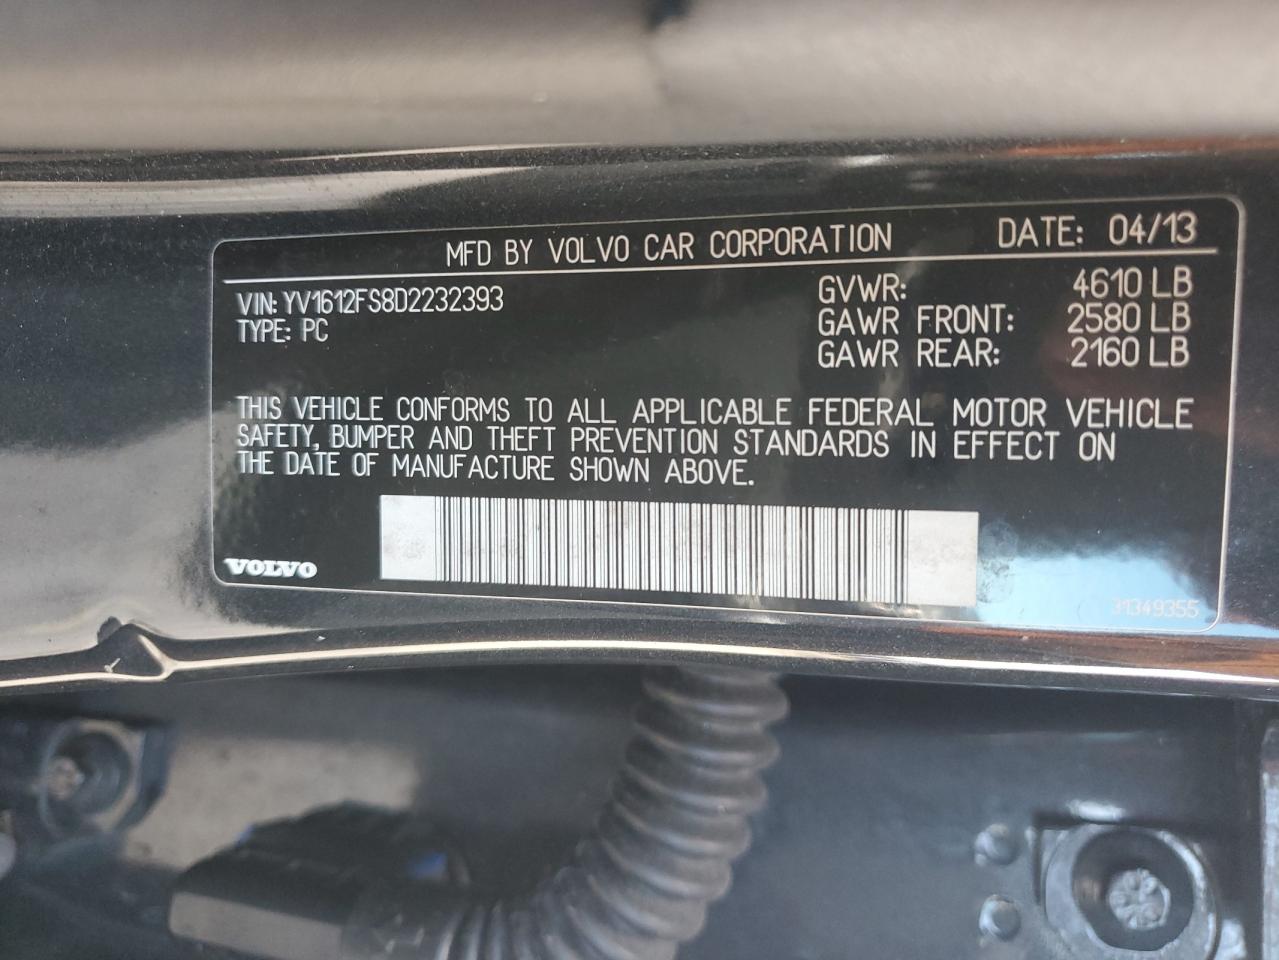 MFD BY VOLVO CAR CORPORATION DATE: 04/13
VIN: YV1612FS8D2232393 GVWR: 4610 LB
TYPE: PC GAWR FRONT: 2580 LB
GAWR REAR: 2160 LB
THIS VEHICLE CONFORMS TO ALL APPLICABLE FEDERAL MOTOR VEHICLE
SAFETY, BUMPER AND THEFT PREVENTION STANDARDS IN EFFECT ON
THE DATE OF MANUFACTURE SHOWN ABOVE.
VOLVO
31349355